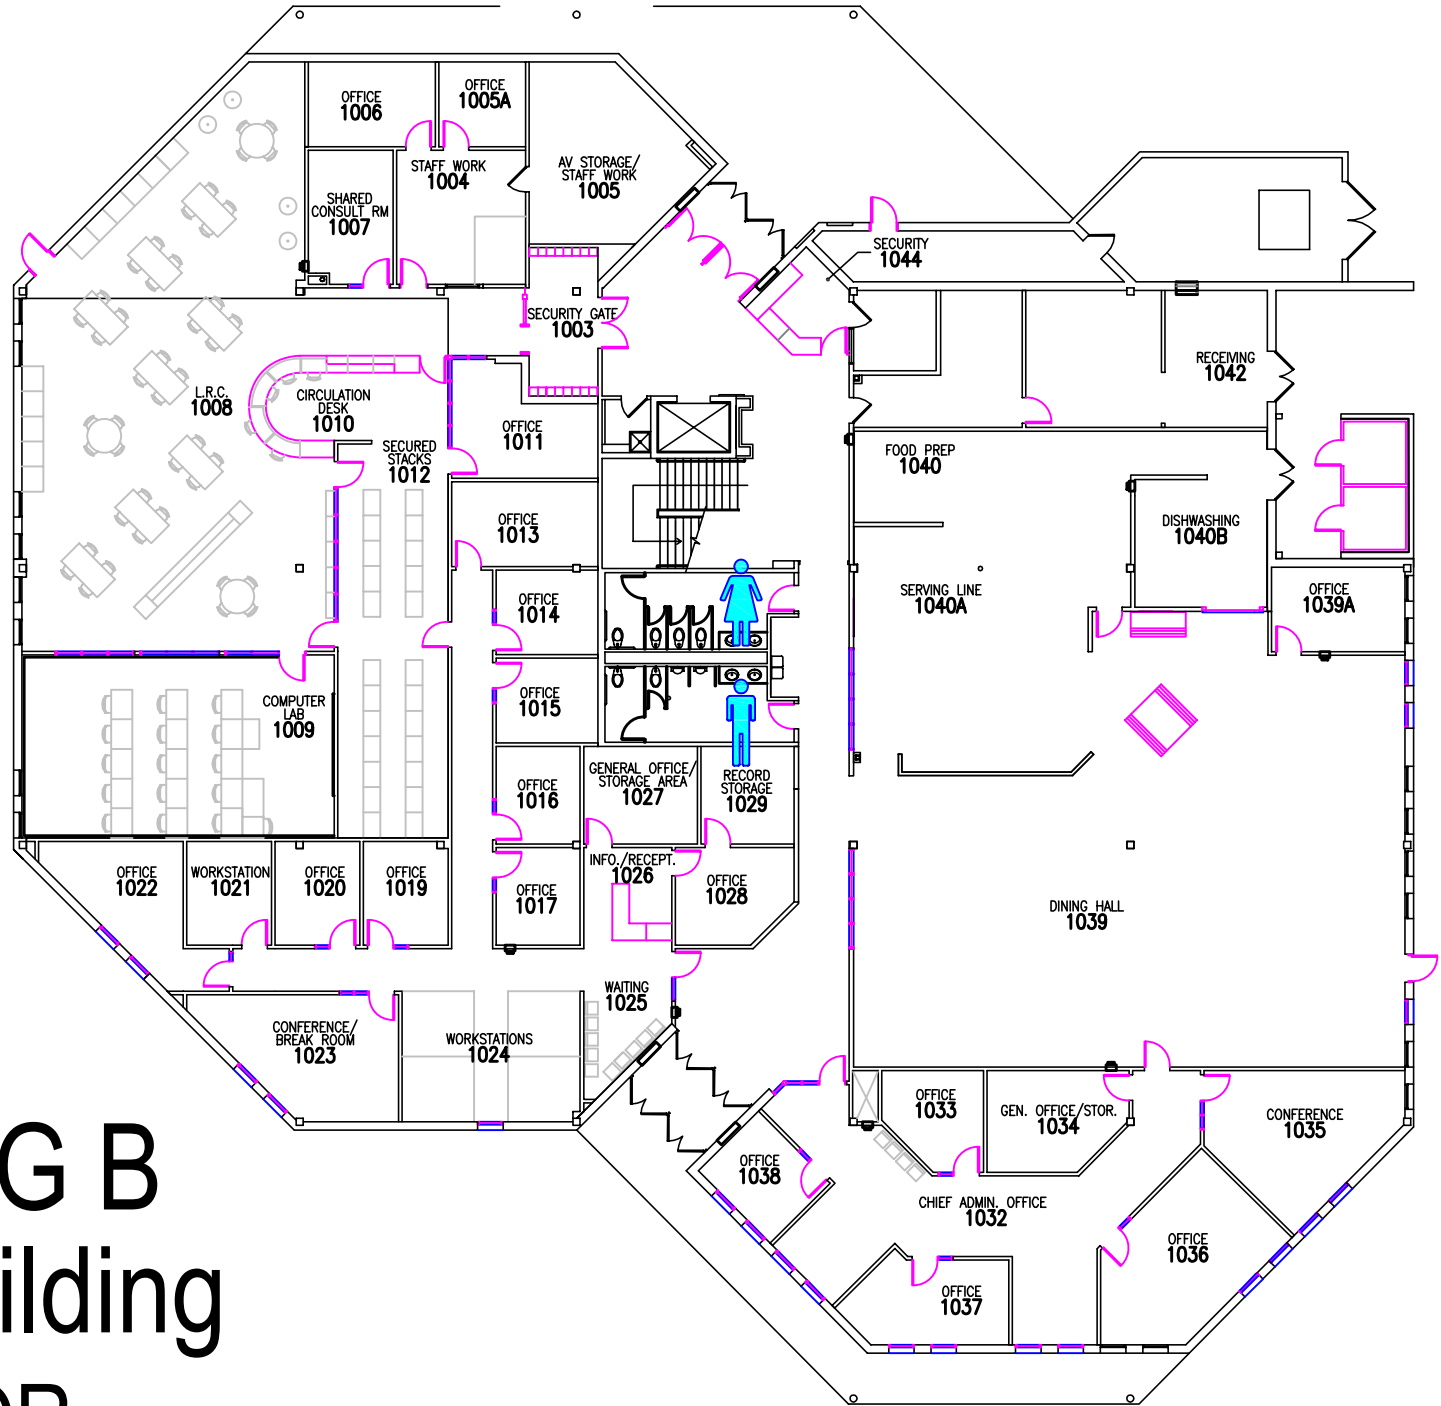 OFFICE
1006
OFFICE
1005A
STAFF WORK
1004
AV STORAGE/
STAFF WORK
1005
SHARED
CONSULT RM
1007
SECURITY
1044
SECURITY GATE
1003
RECEIVING
1042
L.R.C.
1008
CIRCULATION
DESK
1010
OFFICE
1011
SECURED
STACKS
1012
FOOD PREP
1040
OFFICE
1013
DISHWASHING
1040B
OFFICE
1014
SERVING LINE
1040A
OFFICE
1039A
COMPUTER
LAB
1009
OFFICE
1015
GENERAL OFFICE/
STORAGE AREA
1027
RECORD
STORAGE
1029
OFFICE
1016
OFFICE
1022
WORKSTATION
1021
OFFICE
1020
OFFICE
1019
OFFICE
1017
INFO./RECEPT.
1026
OFFICE
1028
DINING HALL
1039
WAITING
1025
CONFERENCE/
BREAK ROOM
1023
WORKSTATIONS
1024
OFFICE
1033
GEN. OFFICE/STOR.
1034
CONFERENCE
1035
OFFICE
1038
CHIEF ADMIN. OFFICE
1032
OFFICE
1036
OFFICE
1037
G B
ilding